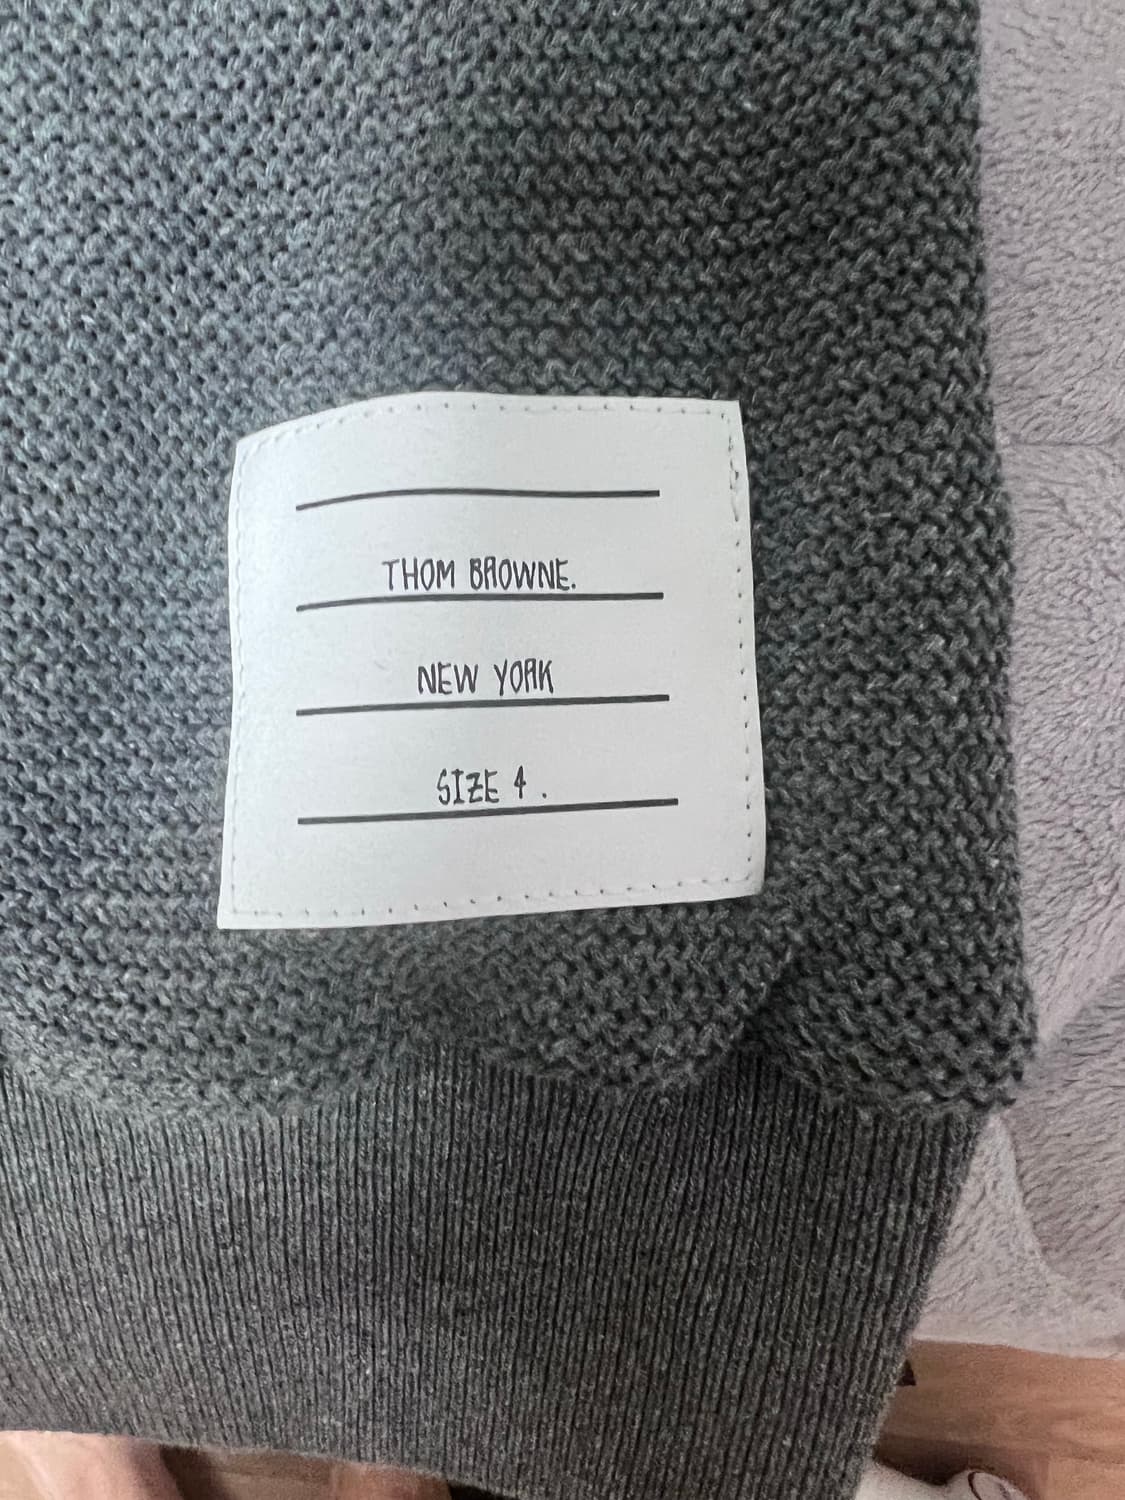 THOM BROWNE.
NEW YORK
SIZE 4 .